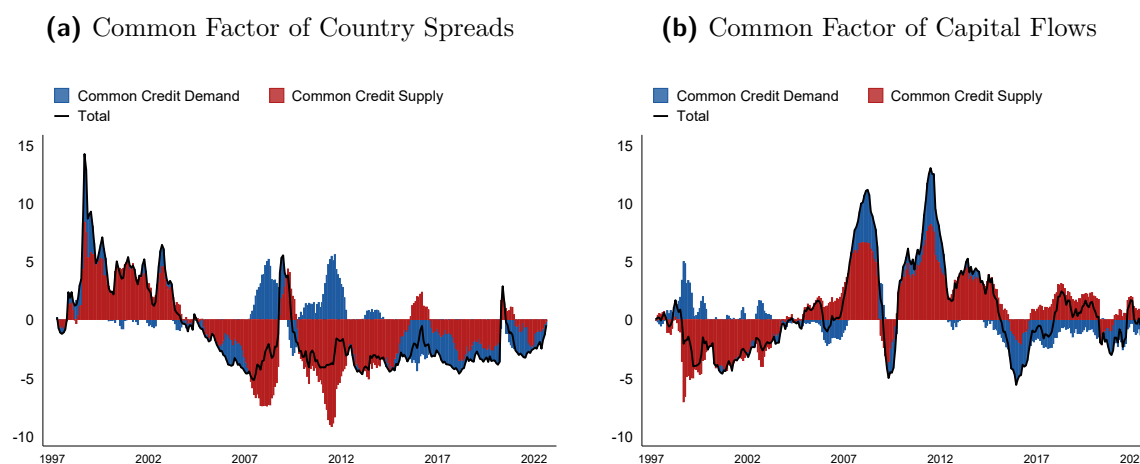 (a) Common Factor of Country Spreads
Common Credit Demand Common Credit Supply
Total
15
10
5
0
-5
-10
1997 2002 2007 2012 2017 2022
(b) Common Factor of Capital Flows
Common Credit Demand Common Credit Supply
Total
15
10
5
0
-5
-10
1997 2002 2007 2012 2017 202